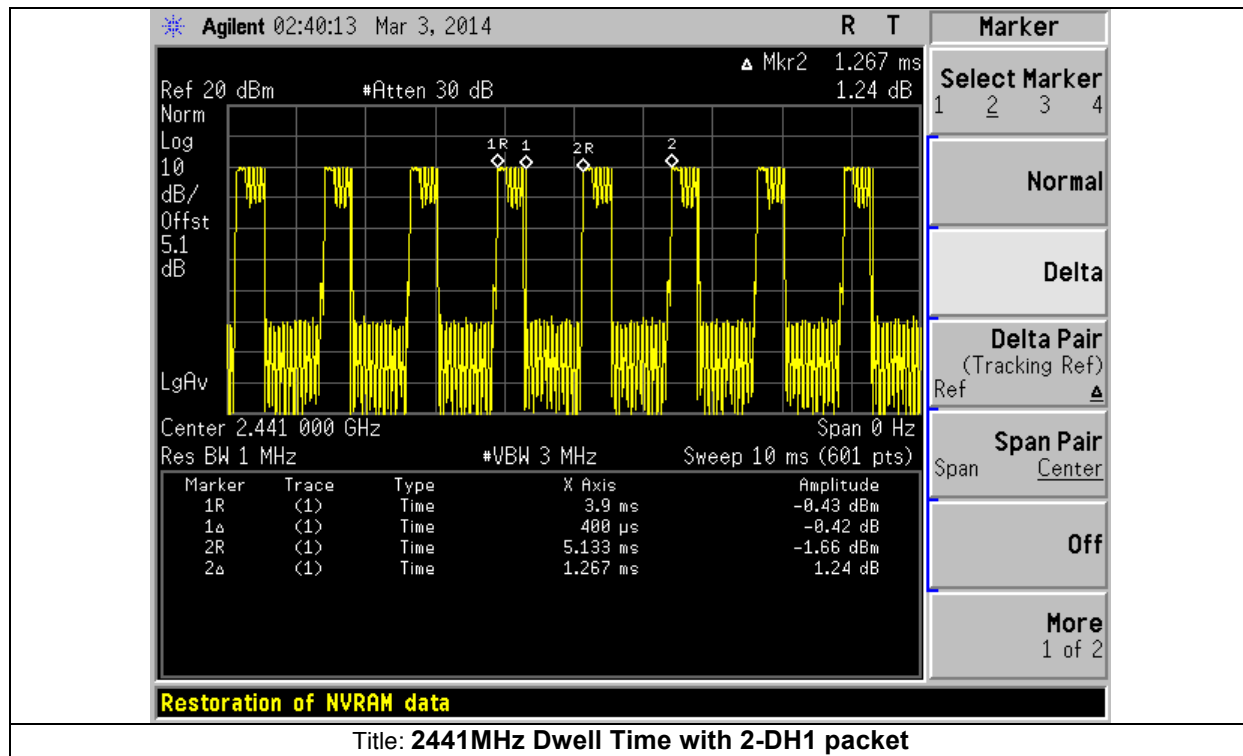 Agilent 02:40:13 Mar 3, 2014 R T
Δ Mkr2 1.267 ms
Ref 20 dBm #Atten 30 dB 1.24 dB
Norm
Log
10
dB/
Offst
5.1
dB
LgAv
1R 1 2R 2
Center 2.441 000 GHz Span 0 Hz
Res BW 1 MHz #VBW 3 MHz Sweep 10 ms (601 pts)
Marker Trace Type X Axis Amplitude
1R (1) Time 3.9 ms -0.43 dBm
1Δ (1) Time 400 µs -0.42 dB
2R (1) Time 5.133 ms -1.66 dBm
2Δ (1) Time 1.267 ms 1.24 dB
Marker
Select Marker
1 2 3 4
Normal
Delta
Delta Pair
(Tracking Ref)
Ref Δ
Span Pair
Span Center
Off
More
1 of 2
Restoration of NVRAM data
Title: 2441MHz Dwell Time with 2-DH1 packet